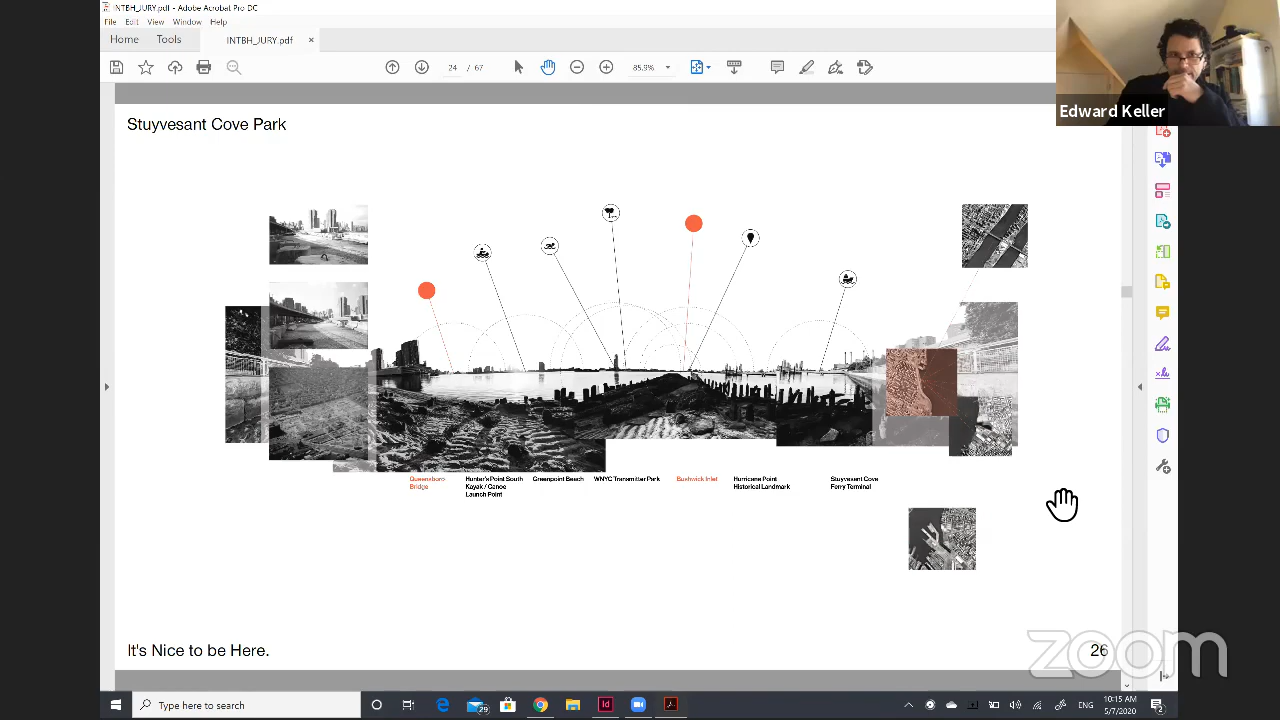 INTBH_JURY.pdf - Adobe Acrobat Pro DC
File Edit View Window Help
Home Tools INTBH_JURY.pdf ×
24 / 67 85.9%
Edward Keller
Stuyvesant Cove Park
Queensboro
Bridge
Hunter's Point South
Kayak / Canoe
Launch Point
Greenpoint Beach
WNYC Transmitter Park
Bushwick Inlet
Hurricane Point
Historical Landmark
Stuyvesant Cove
Ferry Terminal
It's Nice to be Here.
26
zoom
Type here to search
Id
ENG
10:15 AM
5/7/2020
2